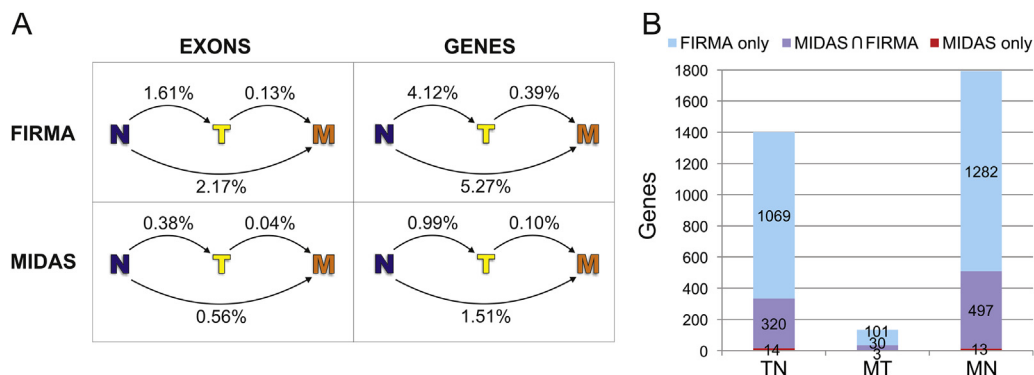 A
EXONS GENES
FIRMA
1.61% 0.13%
N T M
2.17%
4.12% 0.39%
N T M
5.27%
MIDAS
0.38% 0.04%
N T M
0.56%
0.99% 0.10%
N T M
1.51%
B
FIRMA only MIDAS∩FIRMA MIDAS only
Genes
1800
1600
1400
1200
1000
800
600
400
200
0
1069
320
14
101
30
3
1282
497
13
TN MT MN